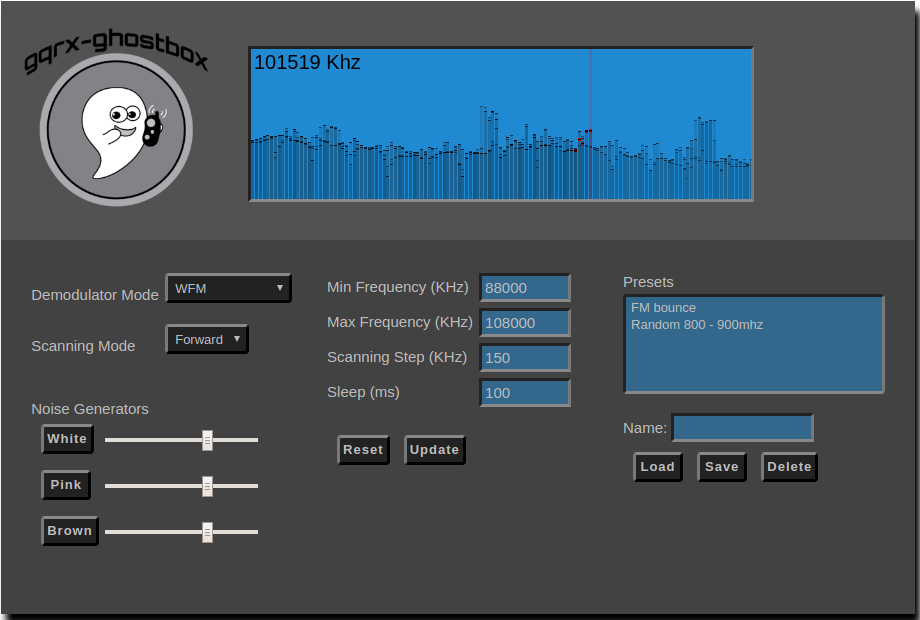 gqrx-ghostbox
101519 Khz
Demodulator Mode
WFM
Scanning Mode
Forward
Noise Generators
White
Pink
Brown
Min Frequency (KHz)
88000
Max Frequency (KHz)
108000
Scanning Step (KHz)
150
Sleep (ms)
100
Reset
Update
Presets
FM bounce
Random 800 - 900mhz
Name:
Load
Save
Delete